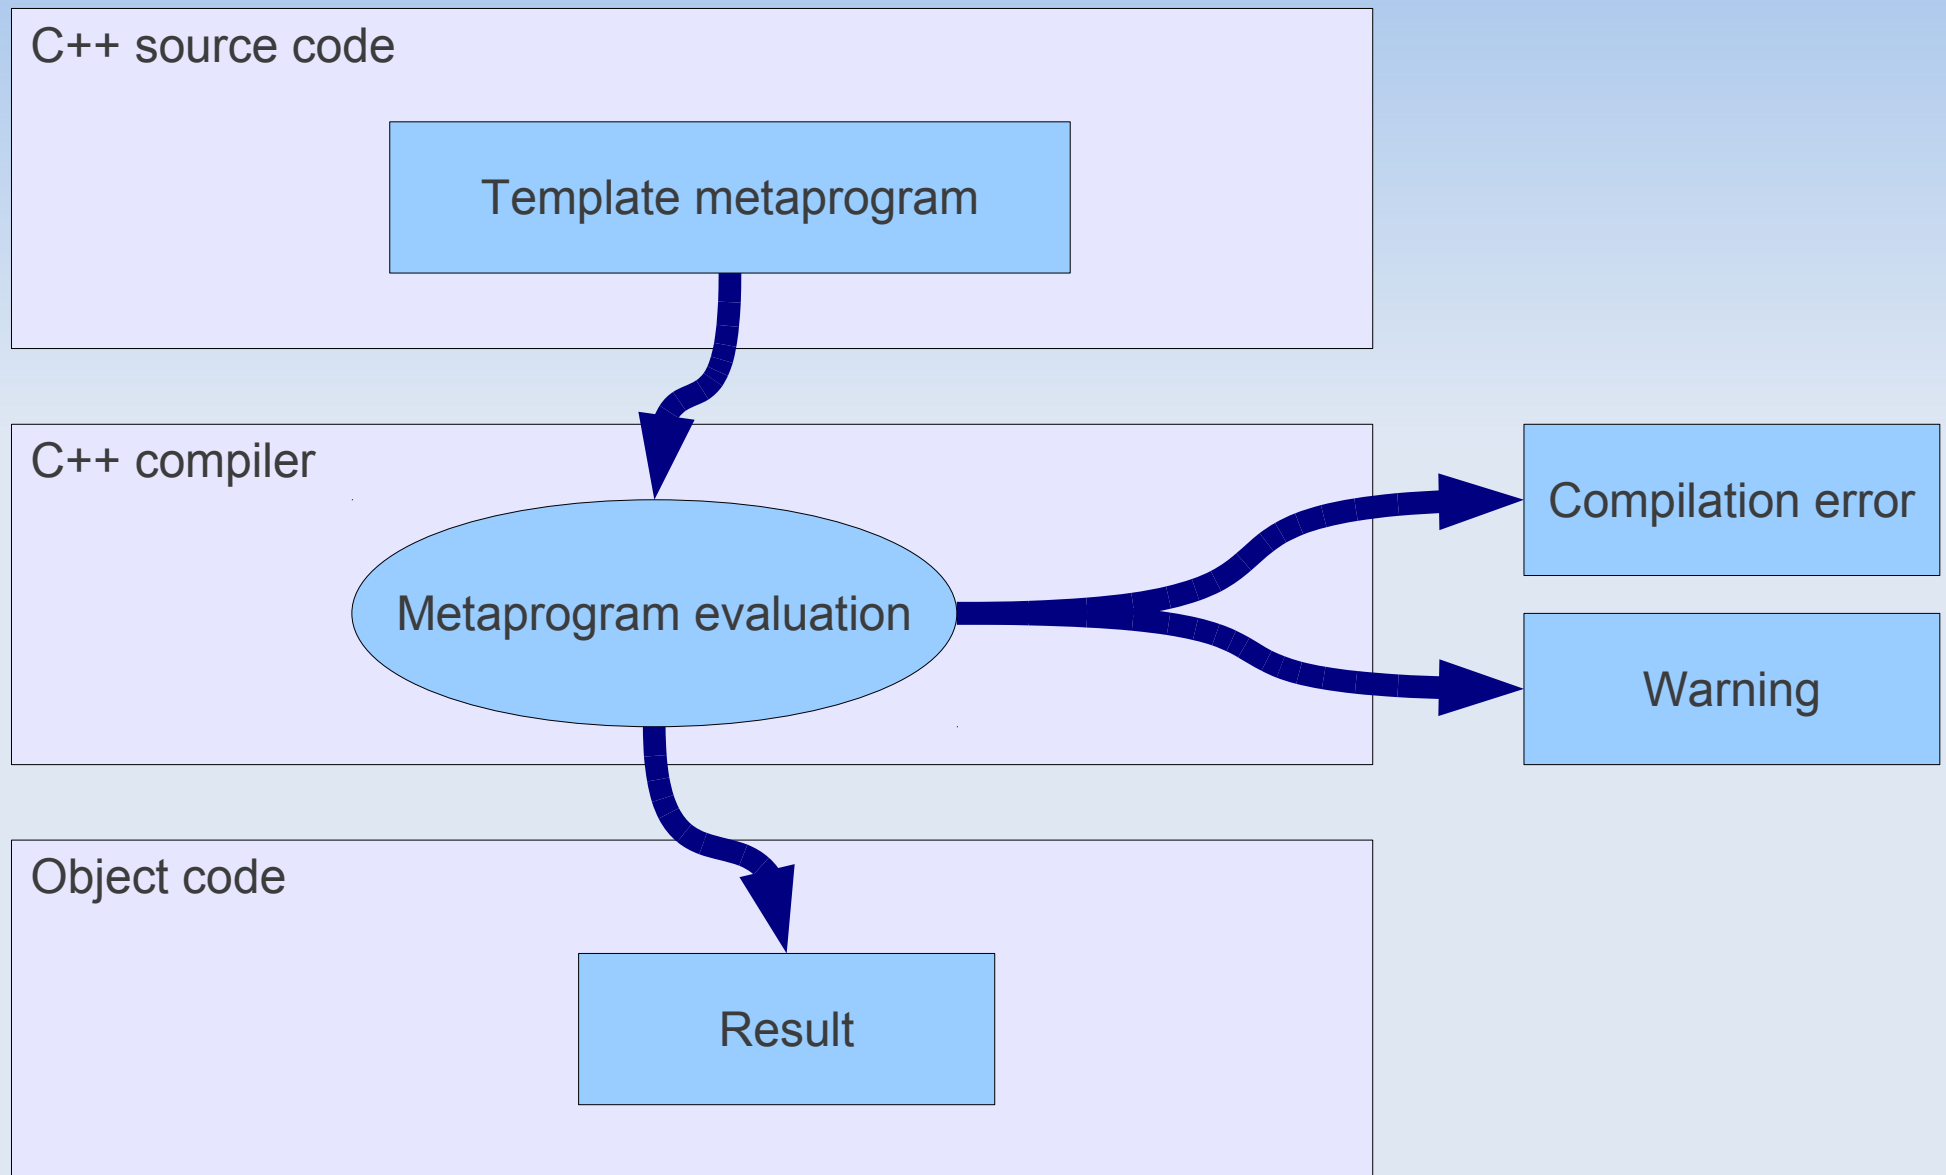 C++ source code
Template metaprogram
C++ compiler
Compilation error
Metaprogram evaluation
Warning
Object code
Result